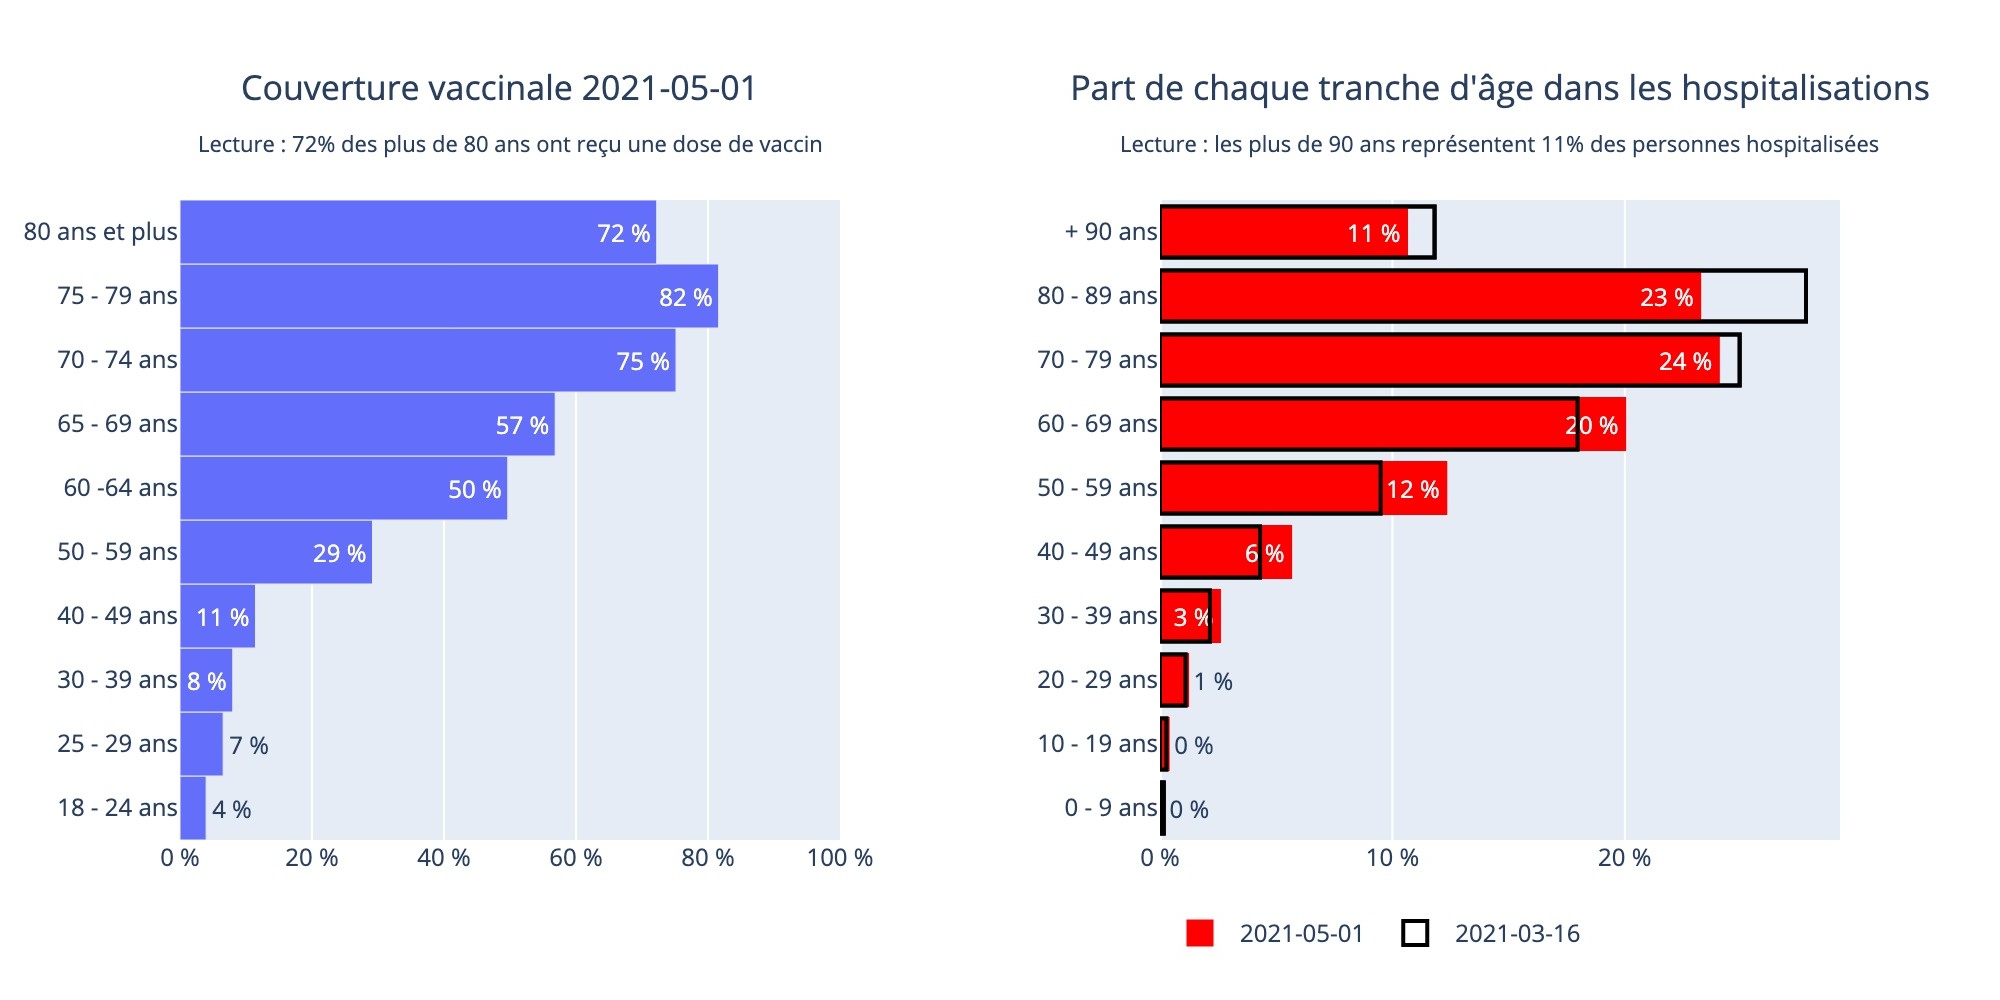 Couverture vaccinale 2021-05-01
Lecture : 72% des plus de 80 ans ont reçu une dose de vaccin
80 ans et plus 72 %
75 - 79 ans 82 %
70 - 74 ans 75 %
65 - 69 ans 57 %
60 -64 ans 50 %
50 - 59 ans 29 %
40 - 49 ans 11 %
30 - 39 ans 8 %
25 - 29 ans 7 %
18 - 24 ans 4 %
0 % 20 % 40 % 60 % 80 % 100 %
Part de chaque tranche d'âge dans les hospitalisations
Lecture : les plus de 90 ans représentent 11% des personnes hospitalisées
+ 90 ans 11 %
80 - 89 ans 23 %
70 - 79 ans 24 %
60 - 69 ans 20 %
50 - 59 ans 12 %
40 - 49 ans 6 %
30 - 39 ans 3 %
20 - 29 ans 1 %
10 - 19 ans 0 %
0 - 9 ans 0 %
0 % 10 % 20 %
2021-05-01 2021-03-16